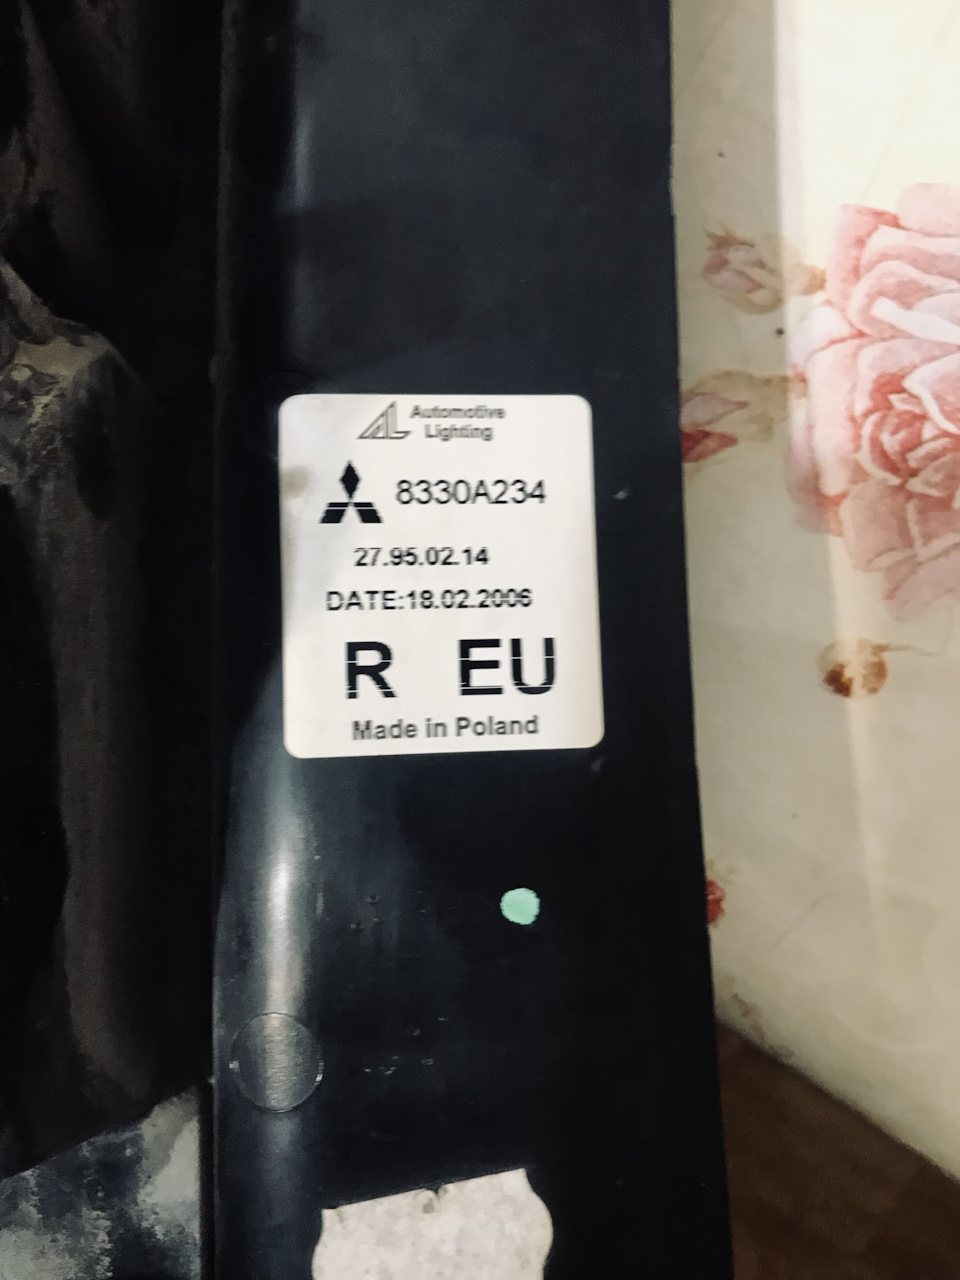 Automotive
Lighting
8330A234
27.95.02.14
DATE:18.02.2006
R EU
Made in Poland